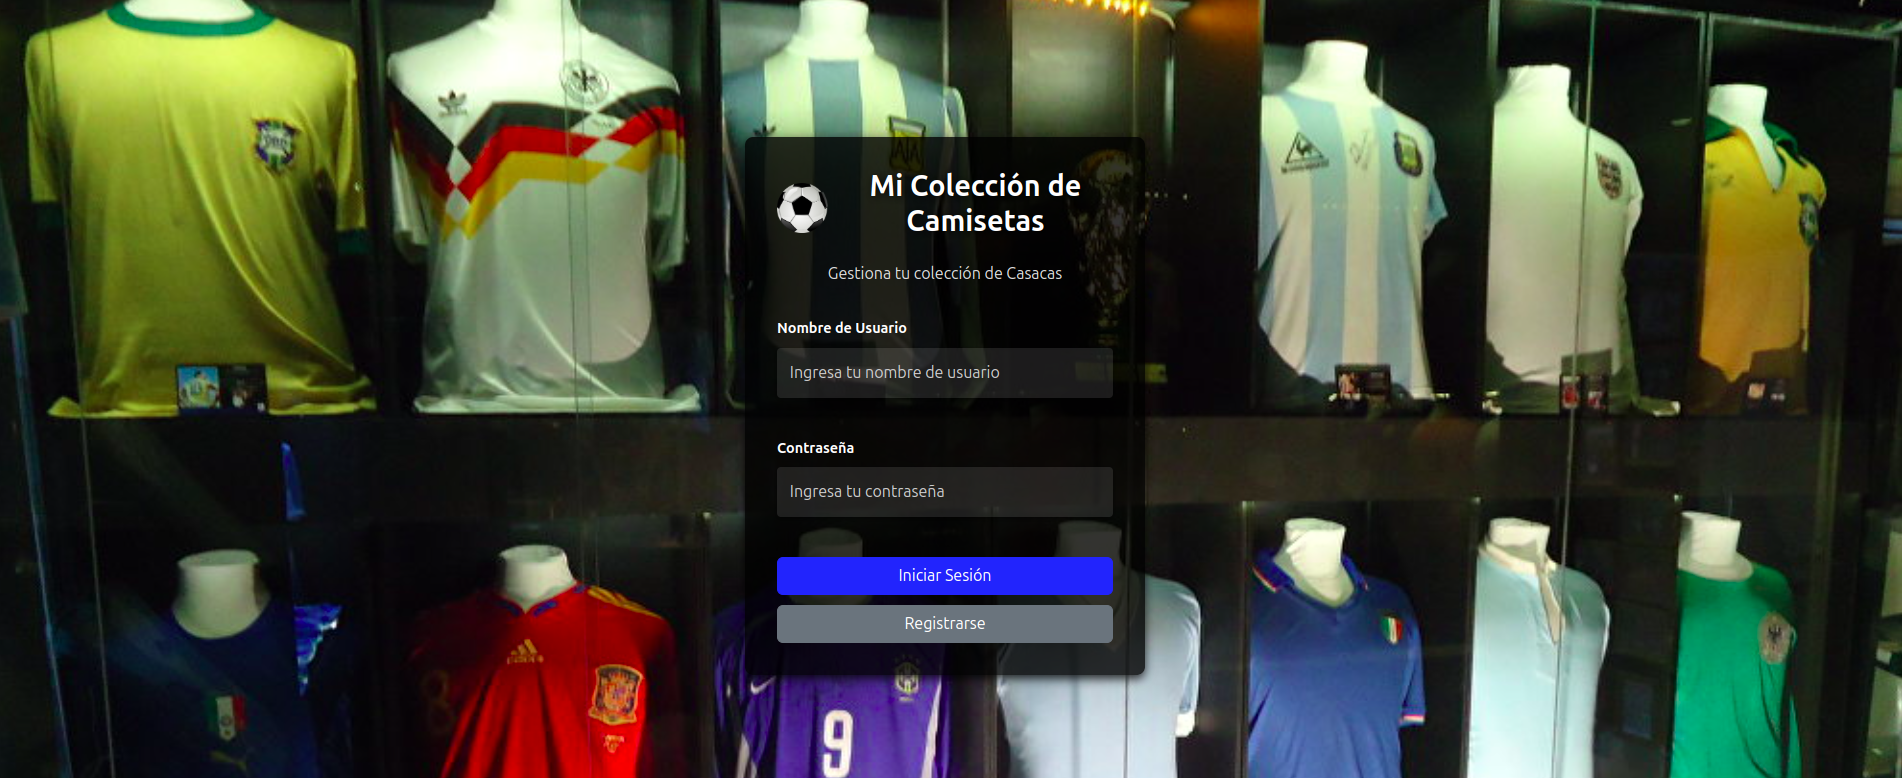 Mi Colección de
Camisetas
Gestiona tu colección de Casacas
Nombre de Usuario
Ingresa tu nombre de usuario
Contraseña
Ingresa tu contraseña
Iniciar Sesión
Registrarse
9